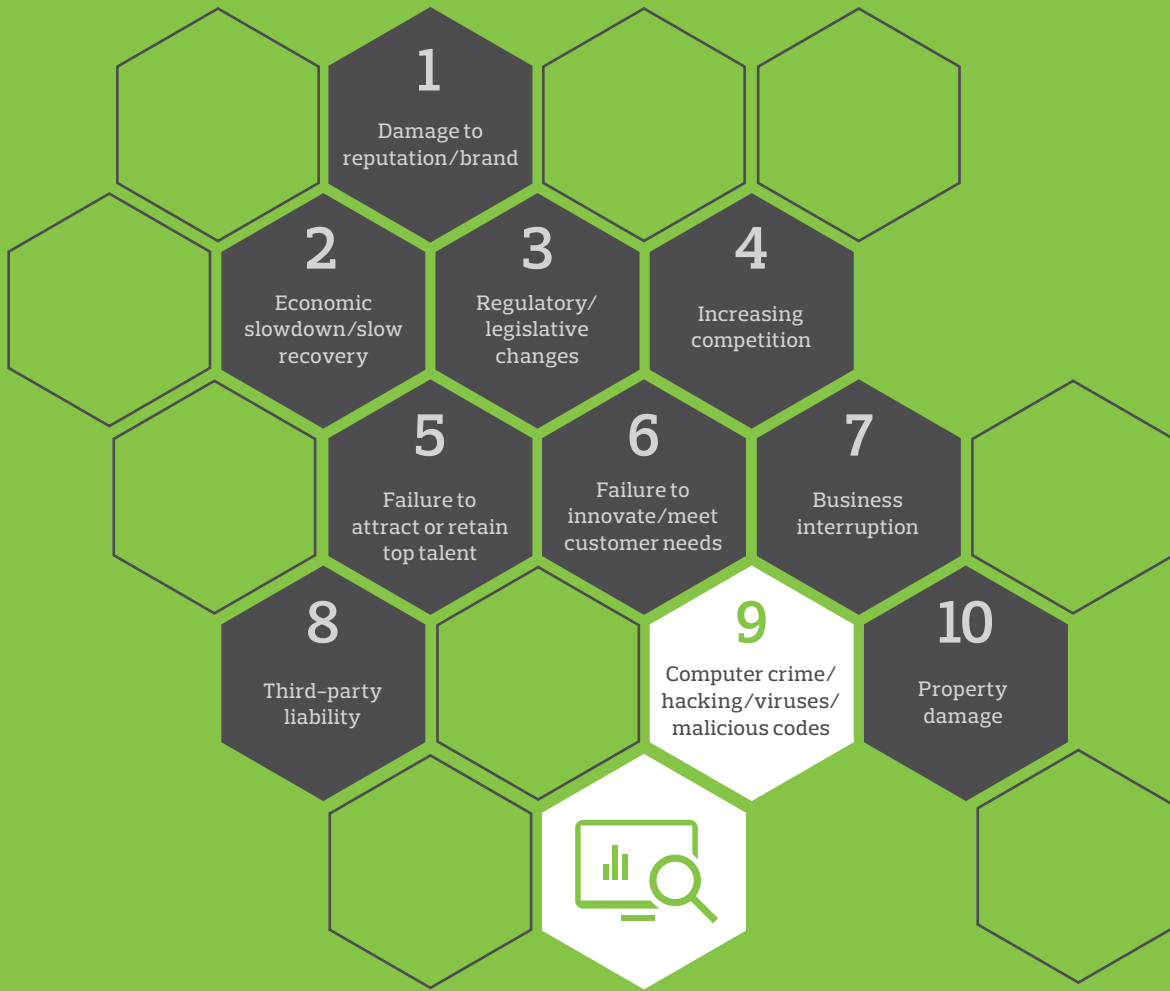 1
Damage to
reputation/brand
2
Economic
slowdown/slow
recovery
3
Regulatory/
legislative
changes
4
Increasing
competition
5
Failure to
attract or retain
top talent
6
Failure to
innovate/meet
customer needs
7
Business
interruption
8
Third-party
liability
9
Computer crime/
hacking/viruses/
malicious codes
10
Property
damage